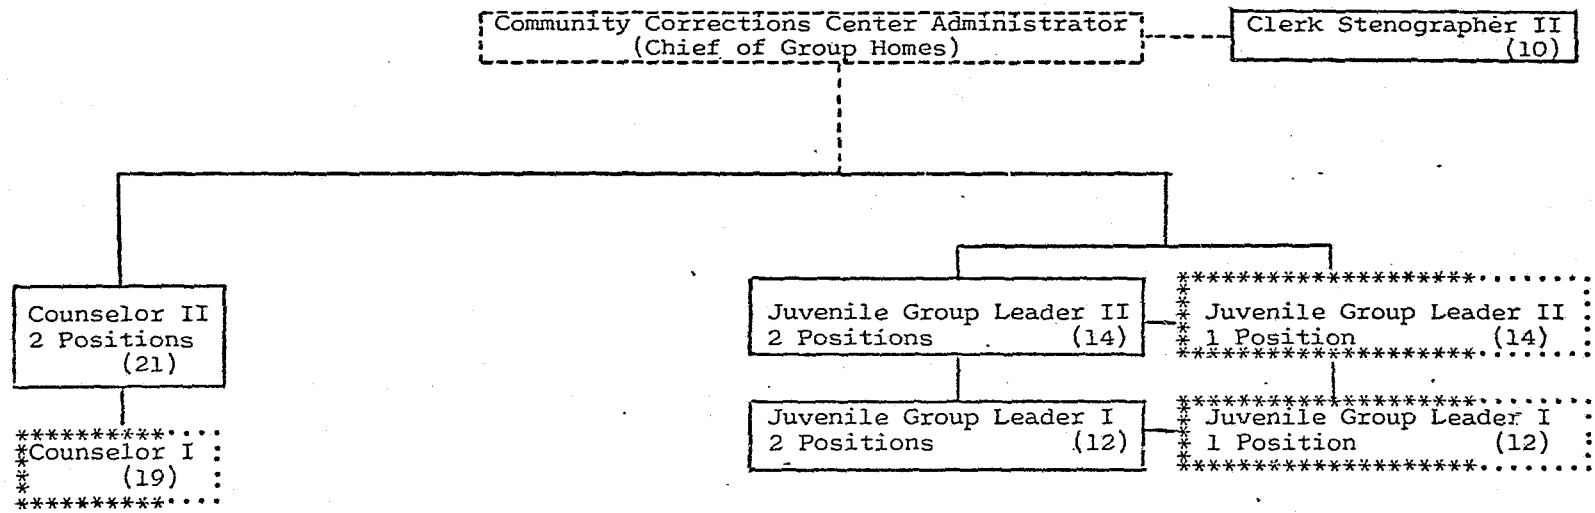 Community Corrections Center Administrator
(Chief of Group Homes)
Clerk Stenographer II
(10)
Counselor II
2 Positions
(21)
Counselor I
(19)
Juvenile Group Leader II
2 Positions (14)
Juvenile Group Leader II
1 Position (14)
Juvenile Group Leader I
2 Positions (12)
Juvenile Group Leader I
1 Position (12)